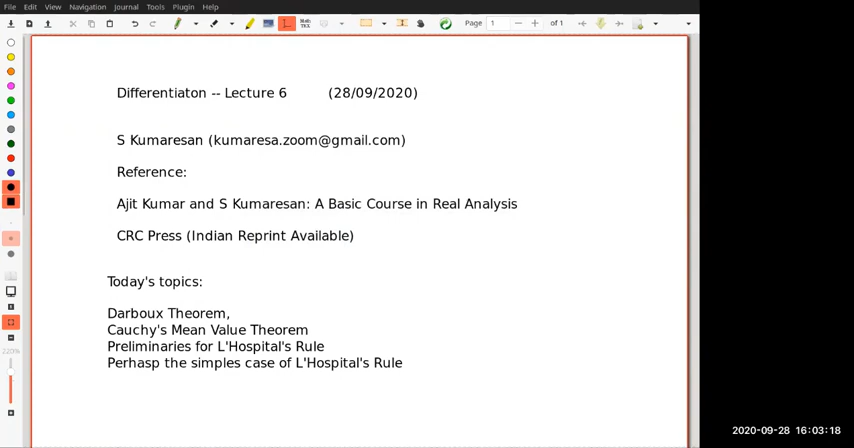 File Edit View Navigation Journal Tools Plugin Help
Math TEX Page 1 of 1
Differentiaton -- Lecture 6 (28/09/2020)
S Kumaresan (kumaresa.zoom@gmail.com)
Reference:
Ajit Kumar and S Kumaresan: A Basic Course in Real Analysis
CRC Press (Indian Reprint Available)
Today's topics:
Darboux Theorem,
Cauchy's Mean Value Theorem
Preliminaries for L'Hospital's Rule
Perhasp the simples case of L'Hospital's Rule
220%
2020-09-28 16:03:18